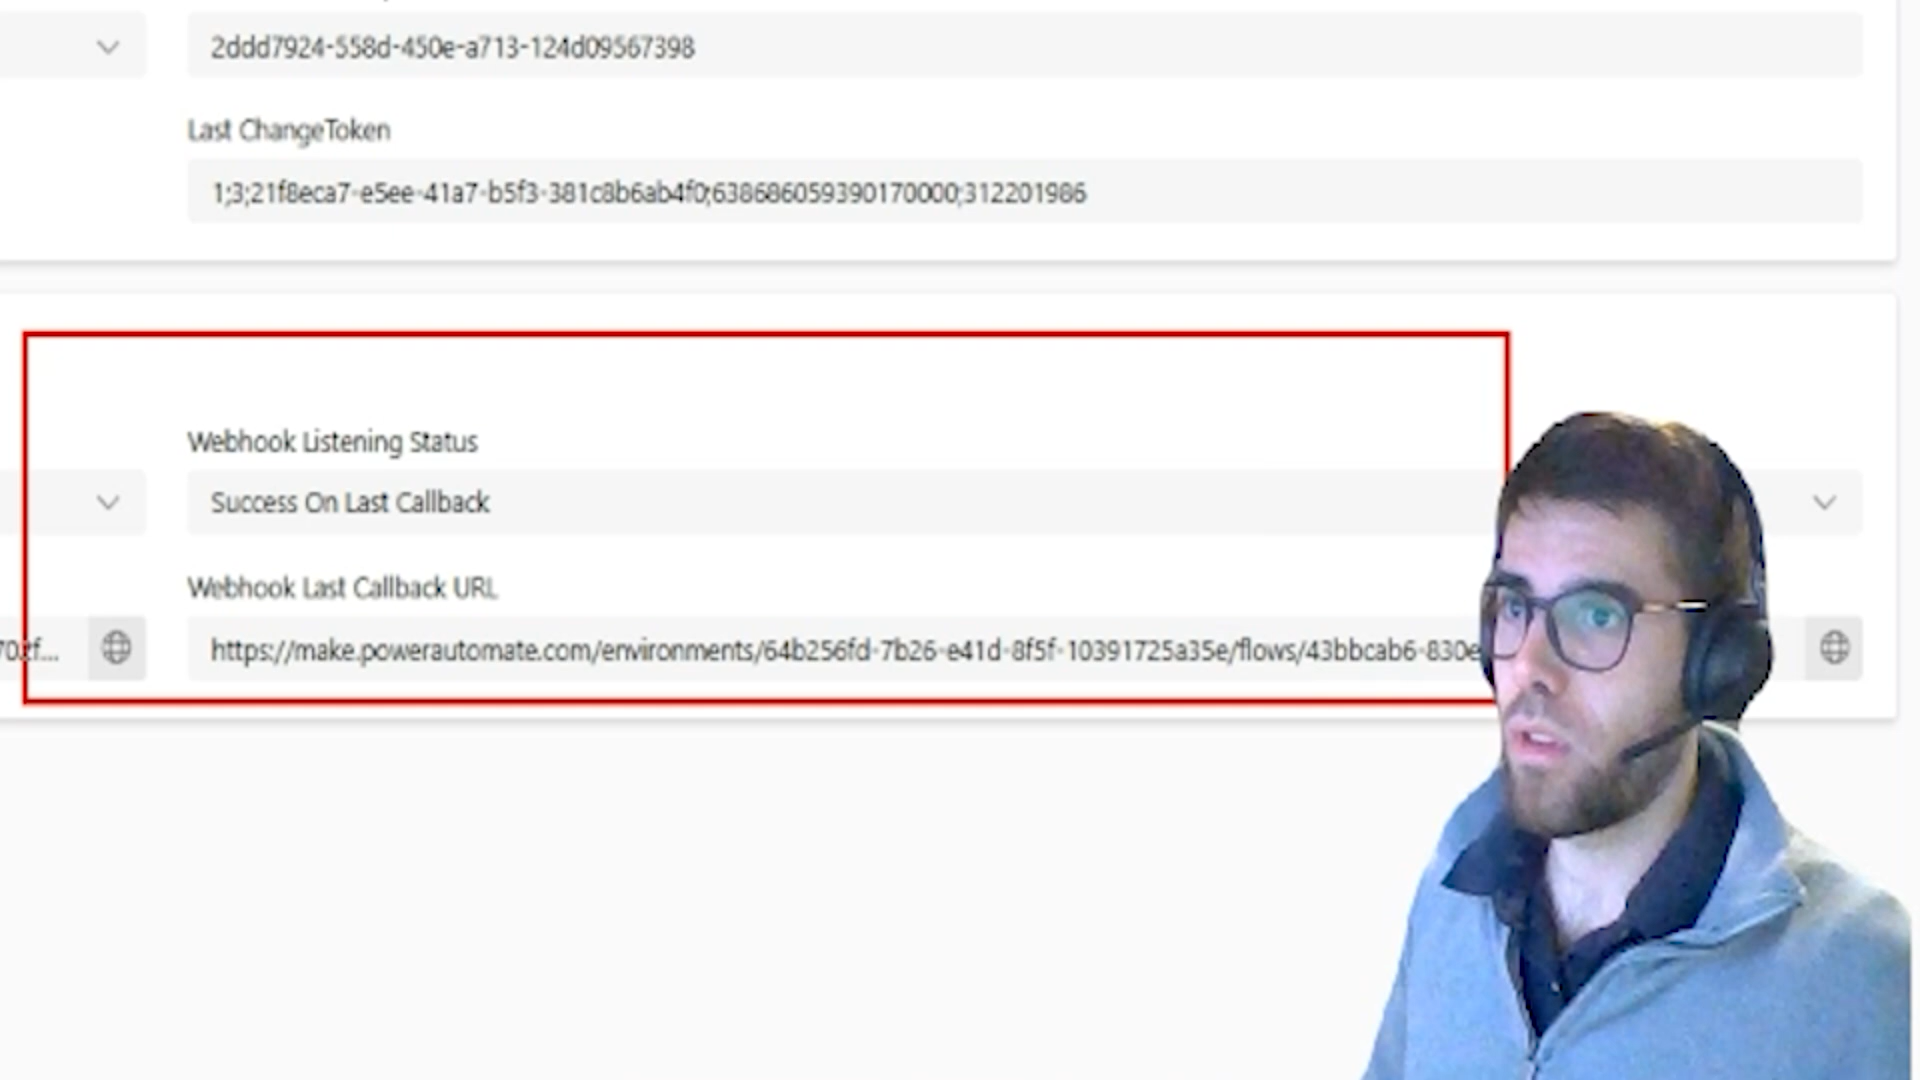 2ddd7924-558d-450e-a713-124d09567398
Last ChangeToken
1;3;21f8eca7-e5ee-41a7-b5f3-381c8b6ab4f0;638686059390170000;312201986
Webhook Listening Status
Success On Last Callback
Webhook Last Callback URL
702f... https://make.powerautomate.com/environments/64b256fd-7b26-e41d-8f5f-10391725a35e/flows/43bbcab6-830e